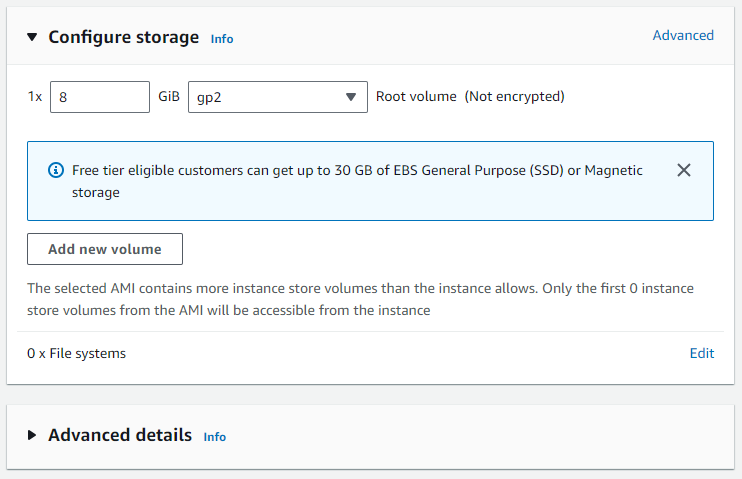 Configure storage Info Advanced
1x 8 GiB gp2 Root volume (Not encrypted)
Free tier eligible customers can get up to 30 GB of EBS General Purpose (SSD) or Magnetic
storage
Add new volume
The selected AMI contains more instance store volumes than the instance allows. Only the first 0 instance
store volumes from the AMI will be accessible from the instance
0 x File systems Edit
Advanced details Info